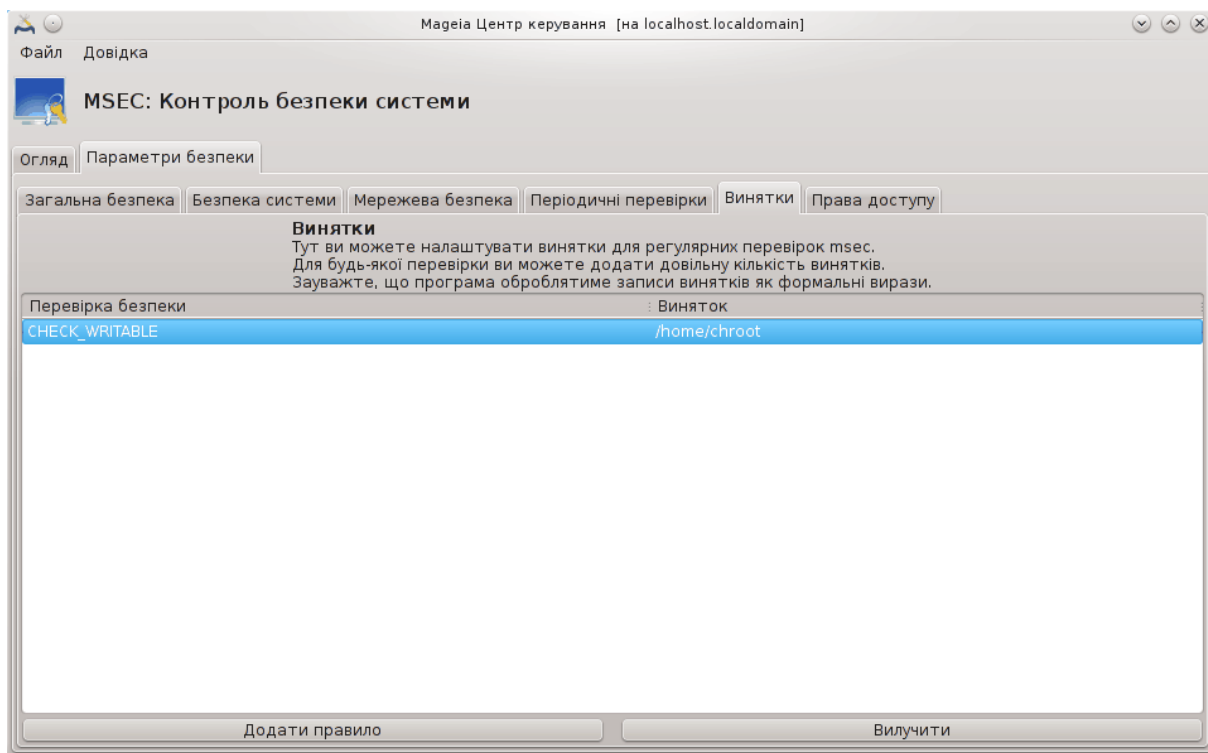 Mageia Центр керування [на localhost.localdomain]
Файл Довідка
MSEC: Контроль безпеки системи
Огляд Параметри безпеки
Загальна безпека Безпека системи Мережева безпека Періодичні перевірки Винятки Права доступу
Винятки
Тут ви можете налаштувати винятки для регулярних перевірок msec.
Для будь-якої перевірки ви можете додати довільну кількість винятків.
Зауважте, що програма оброблятиме записи винятків як формальні вирази.
Перевірка безпеки Виняток
CHECK_WRITABLE /home/chroot
Додати правило Вилучити